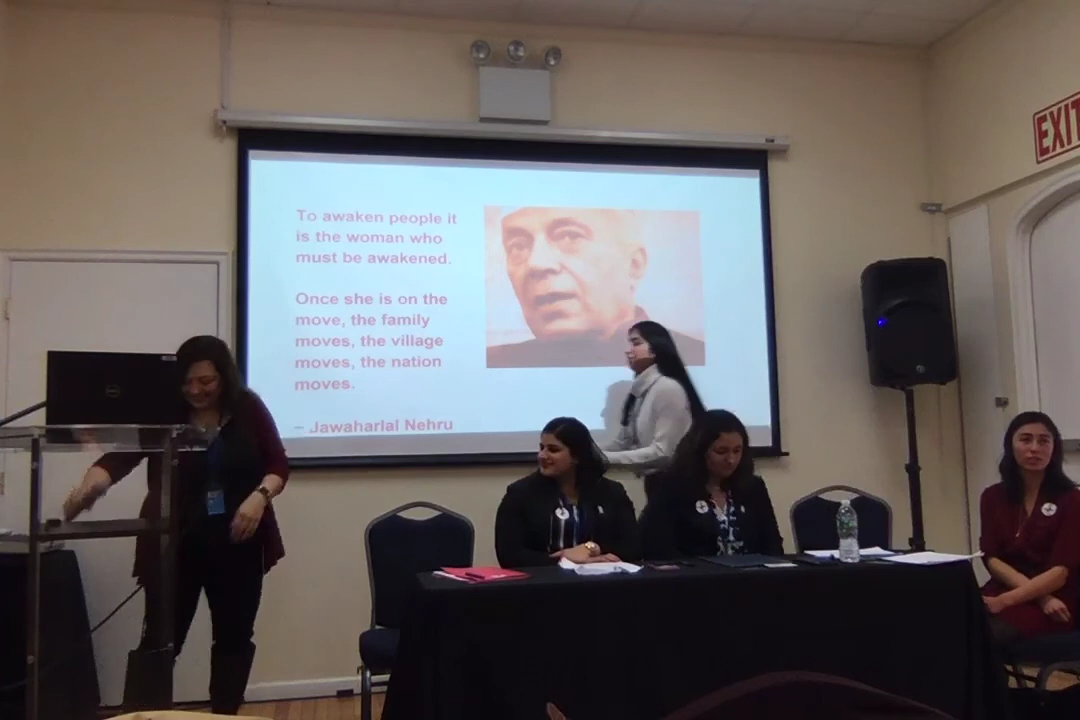 To awaken people it
is the woman who
must be awakened.
Once she is on the
move, the family
moves, the village
moves, the nation
moves.
– Jawaharlal Nehru
EXIT
DELL